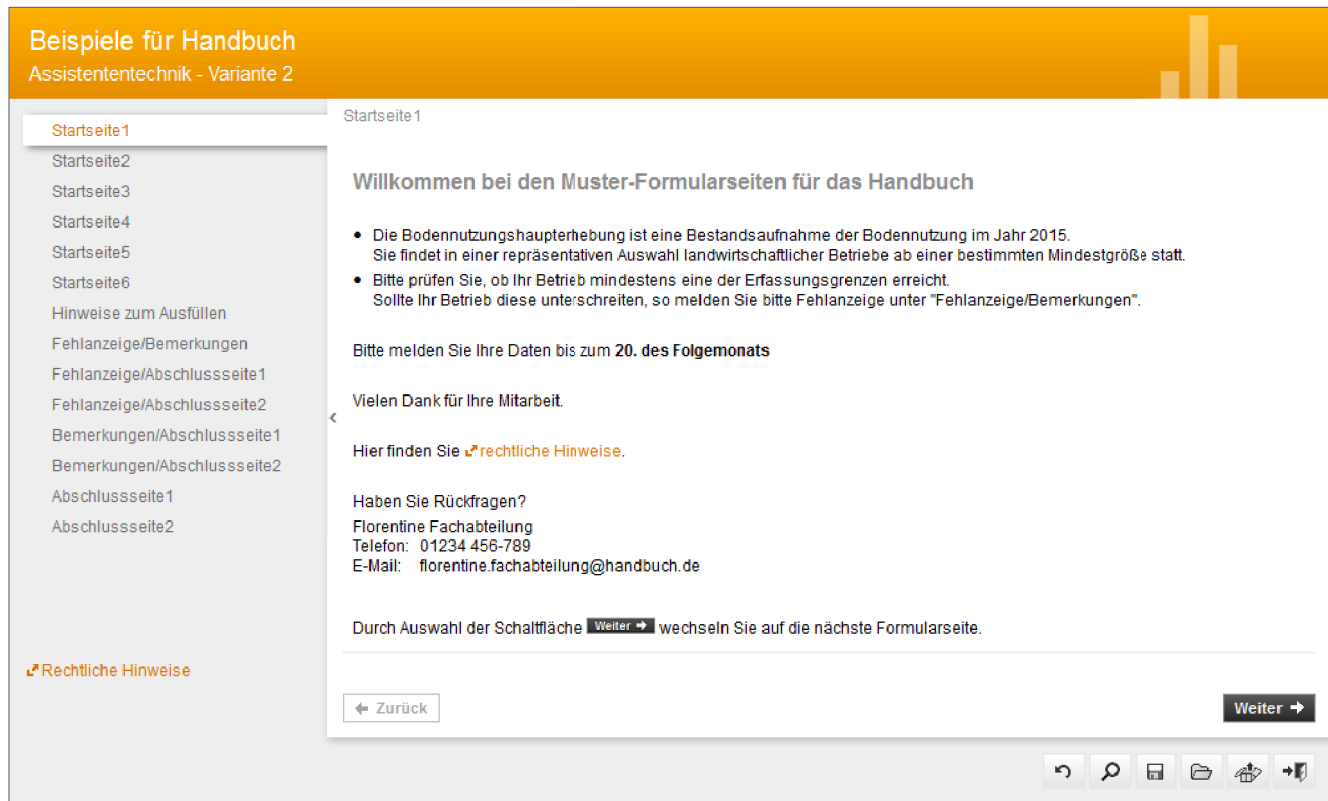 Beispiele für Handbuch
Assistententechnik - Variante 2
Startseite1
Startseite2
Startseite3
Startseite4
Startseite5
Startseite6
Hinweise zum Ausfüllen
Fehlanzeige/Bemerkungen
Fehlanzeige/Abschlussseite1
Fehlanzeige/Abschlussseite2
Bemerkungen/Abschlussseite1
Bemerkungen/Abschlussseite2
Abschlussseite1
Abschlussseite2
Rechtliche Hinweise
Startseite1
Willkommen bei den Muster-Formularseiten für das Handbuch
• Die Bodennutzungshaupterhebung ist eine Bestandsaufnahme der Bodennutzung im Jahr 2015.
Sie findet in einer repräsentativen Auswahl landwirtschaftlicher Betriebe ab einer bestimmten Mindestgröße statt.
• Bitte prüfen Sie, ob Ihr Betrieb mindestens eine der Erfassungsgrenzen erreicht.
Sollte Ihr Betrieb diese unterschreiten, so melden Sie bitte Fehlanzeige unter "Fehlanzeige/Bemerkungen".
Bitte melden Sie Ihre Daten bis zum 20. des Folgemonats
Vielen Dank für Ihre Mitarbeit.
Hier finden Sie rechtliche Hinweise.
Haben Sie Rückfragen?
Florentine Fachabteilung
Telefon: 01234 456-789
E-Mail: florentine.fachabteilung@handbuch.de
Durch Auswahl der Schaltfläche Weiter → wechseln Sie auf die nächste Formularseite.
← Zurück
Weiter →